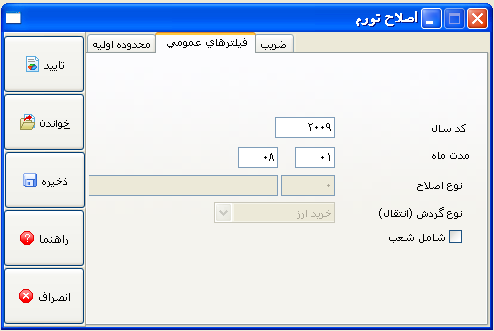 اصلاح تورم
ضریب
فیلترهاي عمومي
محدوده اولیه
تایید
خواندن
ذخیره
راهنما
انصراف
کد سال
۲۰۰۹
مدت ماه
۰۱
۰۸
نوع اصلاح
۰
نوع گردش (انتقال)
خرید ارز
شامل شعب